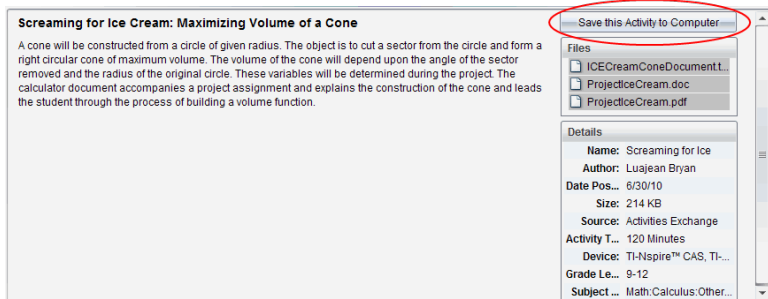 Screaming for Ice Cream: Maximizing Volume of a Cone
A cone will be constructed from a circle of given radius. The object is to cut a sector from the circle and form a
right circular cone of maximum volume. The volume of the cone will depend upon the angle of the sector
removed and the radius of the original circle. These variables will be determined during the project. The
calculator document accompanies a project assignment and explains the construction of the cone and leads
the student through the process of building a volume function.
Save this Activity to Computer
Files
ICECreamConeDocument.t...
ProjectIceCream.doc
ProjectIceCream.pdf
Details
Name: Screaming for Ice
Author: Luajean Bryan
Date Pos... 6/30/10
Size: 214 KB
Source: Activities Exchange
Activity T... 120 Minutes
Device: TI-Nspire™ CAS, TI-...
Grade Le... 9-12
Subject ... Math:Calculus:Other...